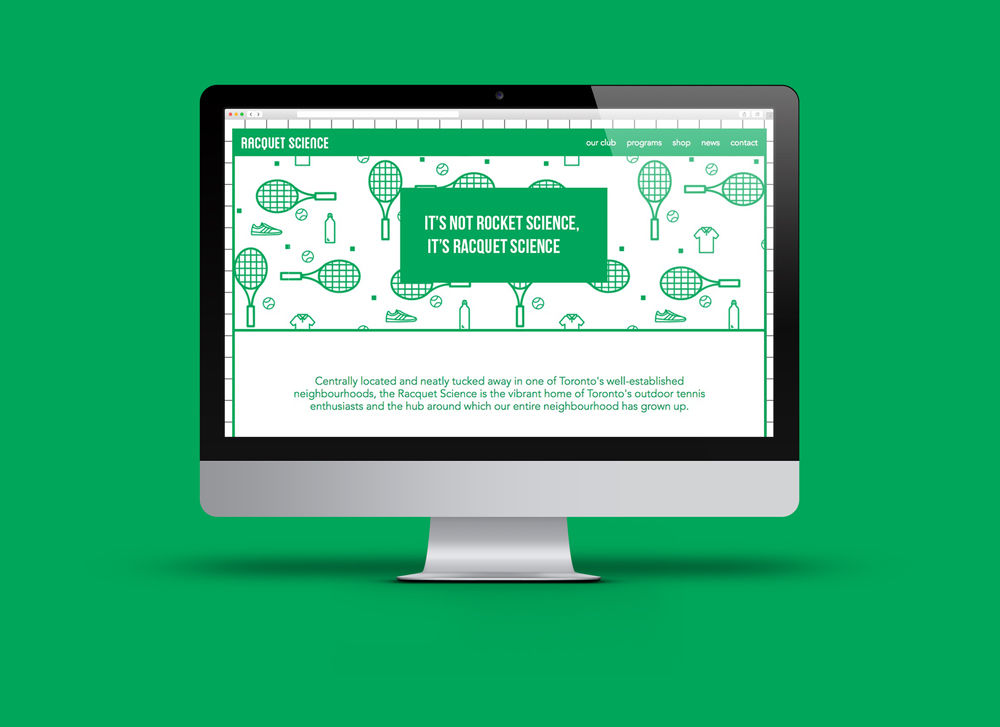 RACQUET SCIENCE
our club programs shop news contact
IT'S NOT ROCKET SCIENCE,
IT'S RACQUET SCIENCE
Centrally located and neatly tucked away in one of Toronto's well-established
neighbourhoods, the Racquet Science is the vibrant home of Toronto's outdoor tennis
enthusiasts and the hub around which our entire neighbourhood has grown up.